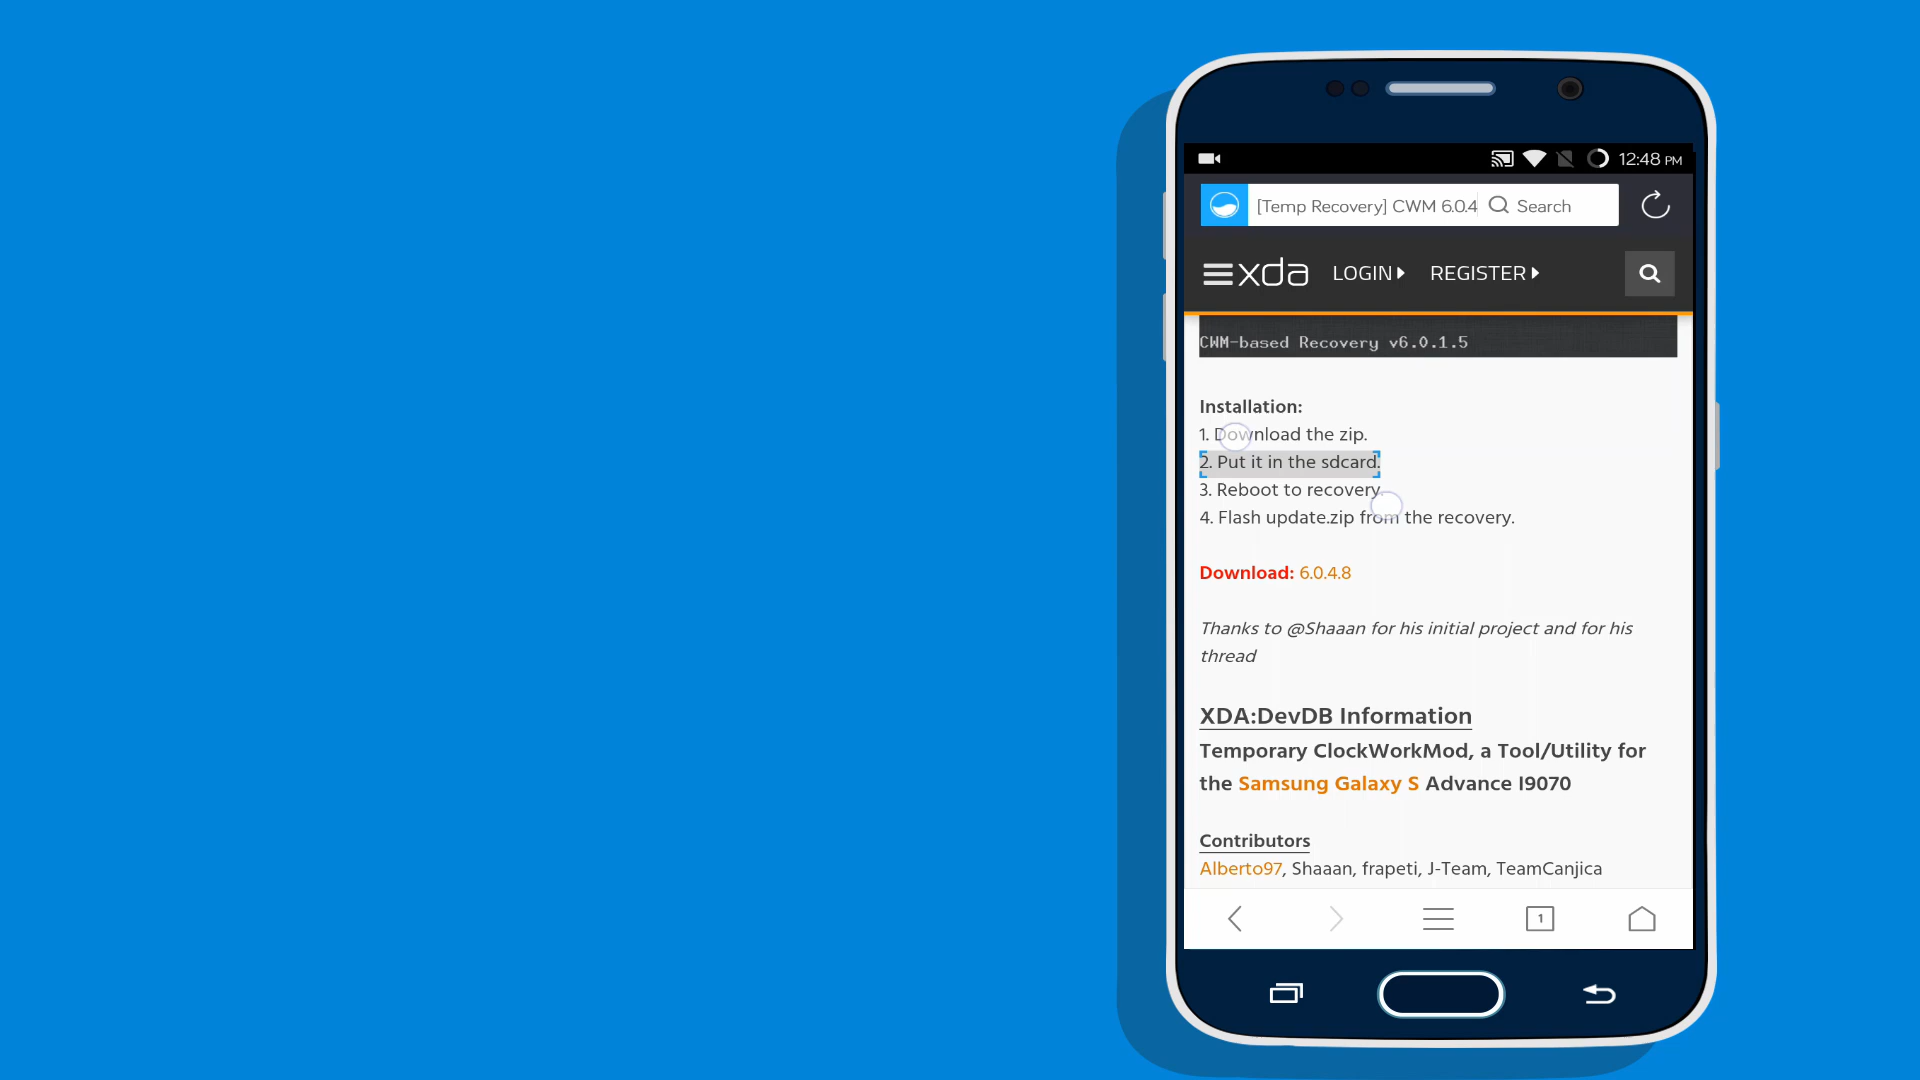 12:48 PM
[Temp Recovery] CWM 6.0.4
Search
xda LOGIN REGISTER
CWM-based Recovery v6.0.1.5
Installation:
1. Download the zip.
2. Put it in the sdcard.
3. Reboot to recovery.
4. Flash update.zip from the recovery.
Download: 6.0.4.8
Thanks to @Shaaan for his initial project and for his
thread
XDA:DevDB Information
Temporary ClockWorkMod, a Tool/Utility for
the Samsung Galaxy S Advance I9070
Contributors
Alberto97, Shaaan, frapeti, J-Team, TeamCanjica
1